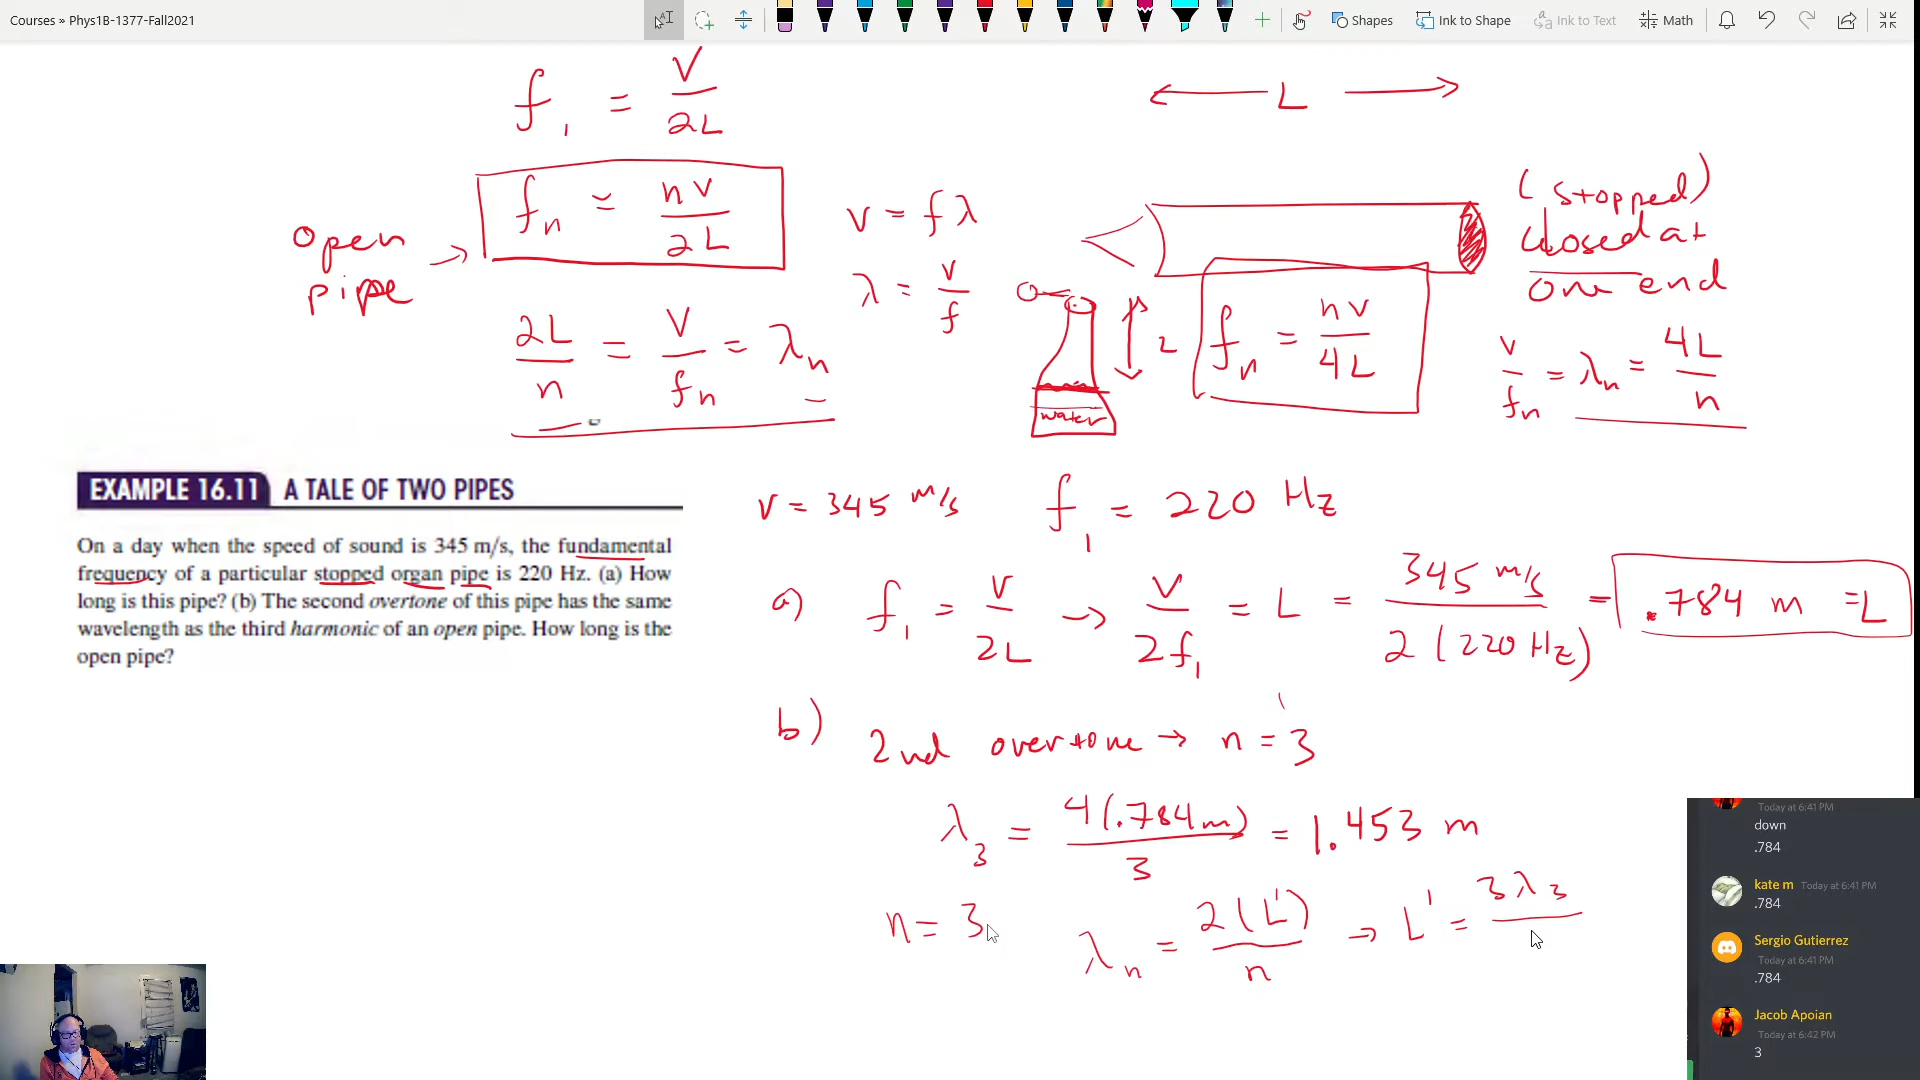 Courses » Phys1B-1377-Fall2021
Shapes
Ink to Shape
Ink to Text
Math
f₁ = V / 2L
L
Open pipe →
fₙ = nv / 2L
v = fλ
λ = v / f
(stopped)
closed at
one end
2L / n = V / fₙ = λₙ
water
L
fₙ = nv / 4L
v / fₙ = λₙ = 4L / n
EXAMPLE 16.11 A TALE OF TWO PIPES
On a day when the speed of sound is 345 m/s, the fundamental
frequency of a particular stopped organ pipe is 220 Hz. (a) How
long is this pipe? (b) The second overtone of this pipe has the same
wavelength as the third harmonic of an open pipe. How long is the
open pipe?
v = 345 m/s
f₁ = 220 Hz
a) f₁ = V / 2L → V / 2f₁ = L = 345 m/s / 2(220 Hz) = .784 m = L
b) 2nd overtone → n = 3
λ₃ = 4(.784m) / 3 = 1.453 m
n = 3
λₙ = 2(L') / n → L' = 3λ₃
Today at 6:41 PM
down
.784
kate m Today at 6:41 PM
.784
Sergio Gutierrez
Today at 6:41 PM
.784
Jacob Apoian
Today at 6:42 PM
3